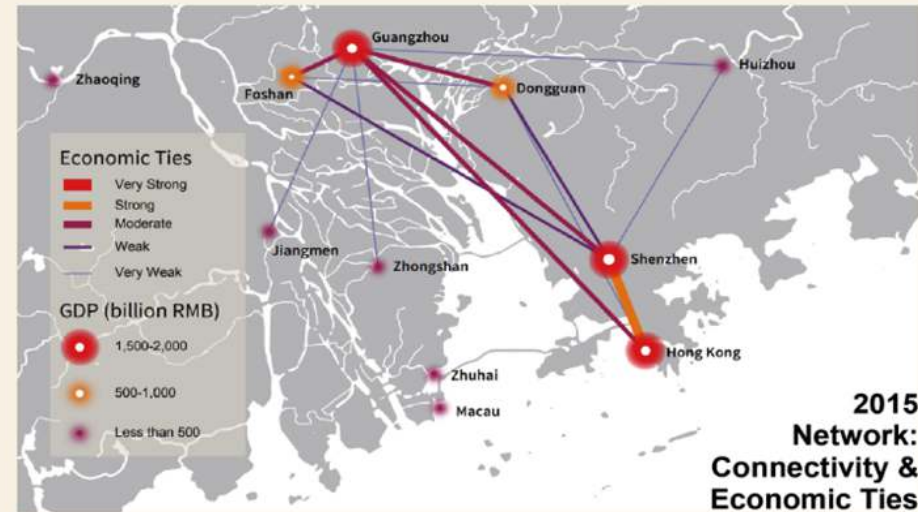 Guangzhou
Huizhou
Zhaoqing
Foshan
Dongguan
Economic Ties
Very Strong
Strong
Moderate
Weak
Very Weak
Jiangmen
Zhongshan
Shenzhen
GDP (billion RMB)
1,500-2,000
500-1,000
Less than 500
Hong Kong
Zhuhai
Macau
2015
Network:
Connectivity &
Economic Ties